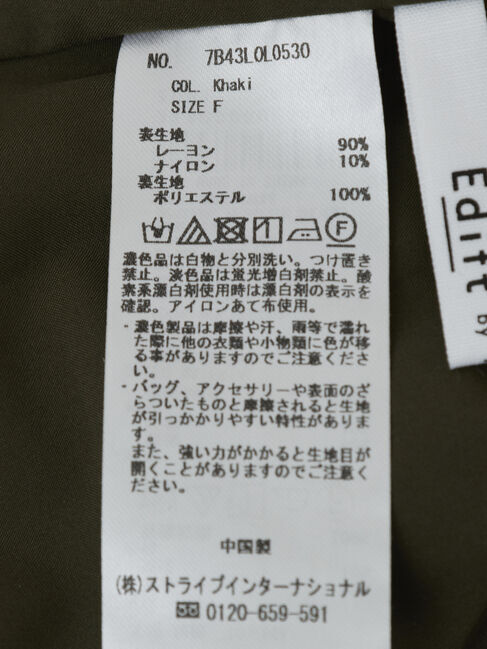 NO. 7B43L0L0530
COL. Khaki
SIZE F
表生地
レーヨン 90%
ナイロン 10%
裏生地
ポリエステル 100%
F
濃色品は白物と分別洗い。つけ置き
禁止。淡色品は蛍光増白剤禁止。酸
素系漂白剤使用時は漂白剤の表示を
確認。アイロンあて布使用。
・濃色製品は摩擦や汗、雨等で濡れ
た際に他の衣類や小物類に色が移
る事がありますのでご注意くださ
い。
・バッグ、アクセサリーや表面のざ
らついたものと摩擦されると生地
が引っかかりやすい特性がありま
す。
また、強い力がかかると生地目が
開くことがありますのでご注意く
ださい。
中国製
(株)ストライプインターナショナル
0120-659-591
Editt
by